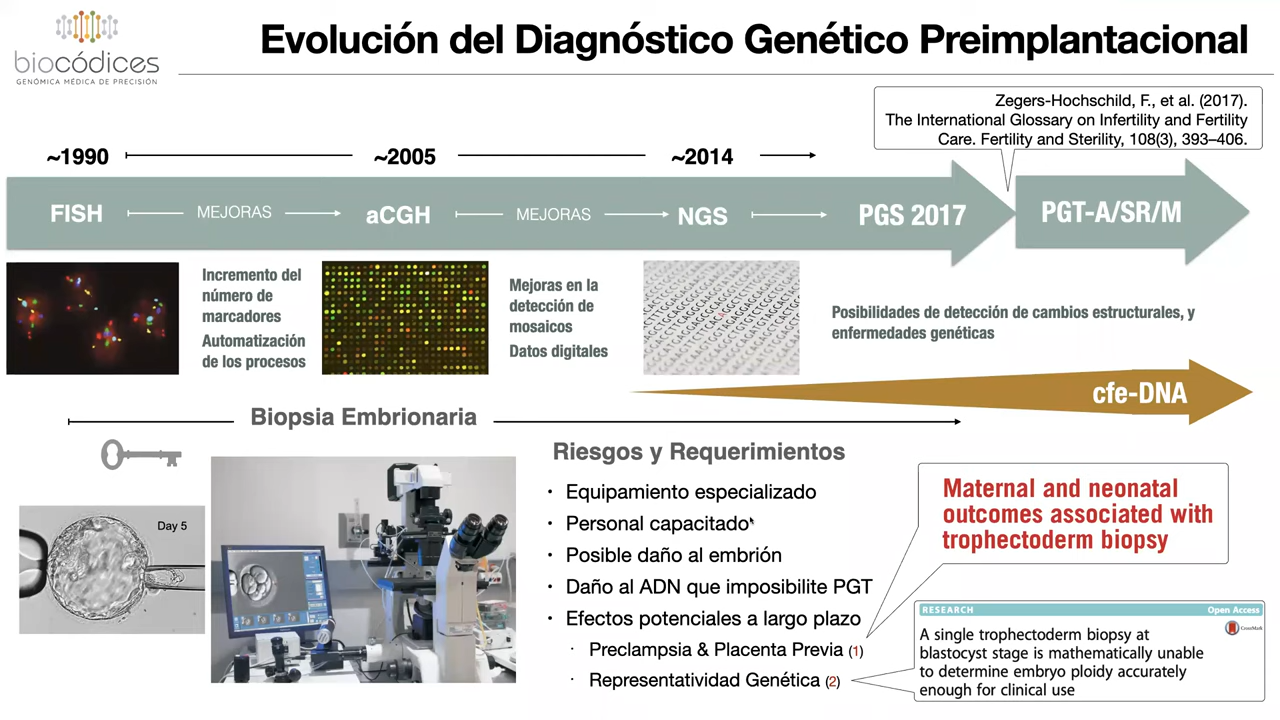 biocódices
GENÓMICA MÉDICA DE PRECISIÓN
Evolución del Diagnóstico Genético Preimplantacional
Zegers-Hochschild, F., et al. (2017).
The International Glossary on Infertility and Fertility
Care. Fertility and Sterility, 108(3), 393–406.
~1990
~2005
~2014
FISH
MEJORAS
aCGH
MEJORAS
NGS
PGS 2017
PGT-A/SR/M
Incremento del
número de
marcadores
Automatización
de los procesos
Mejoras en la
detección de
mosaicos
Datos digitales
Posibilidades de detección de cambios estructurales, y
enfermedades genéticas
cfe-DNA
Biopsia Embrionaria
Day 5
Riesgos y Requerimientos
• Equipamiento especializado
• Personal capacitado
• Posible daño al embrión
• Daño al ADN que imposibilite PGT
• Efectos potenciales a largo plazo
· Preclampsia & Placenta Previa (1)
· Representatividad Genética (2)
Maternal and neonatal
outcomes associated with
trophectoderm biopsy
RESEARCH
Open Access
CrossMark
A single trophectoderm biopsy at
blastocyst stage is mathematically unable
to determine embryo ploidy accurately
enough for clinical use